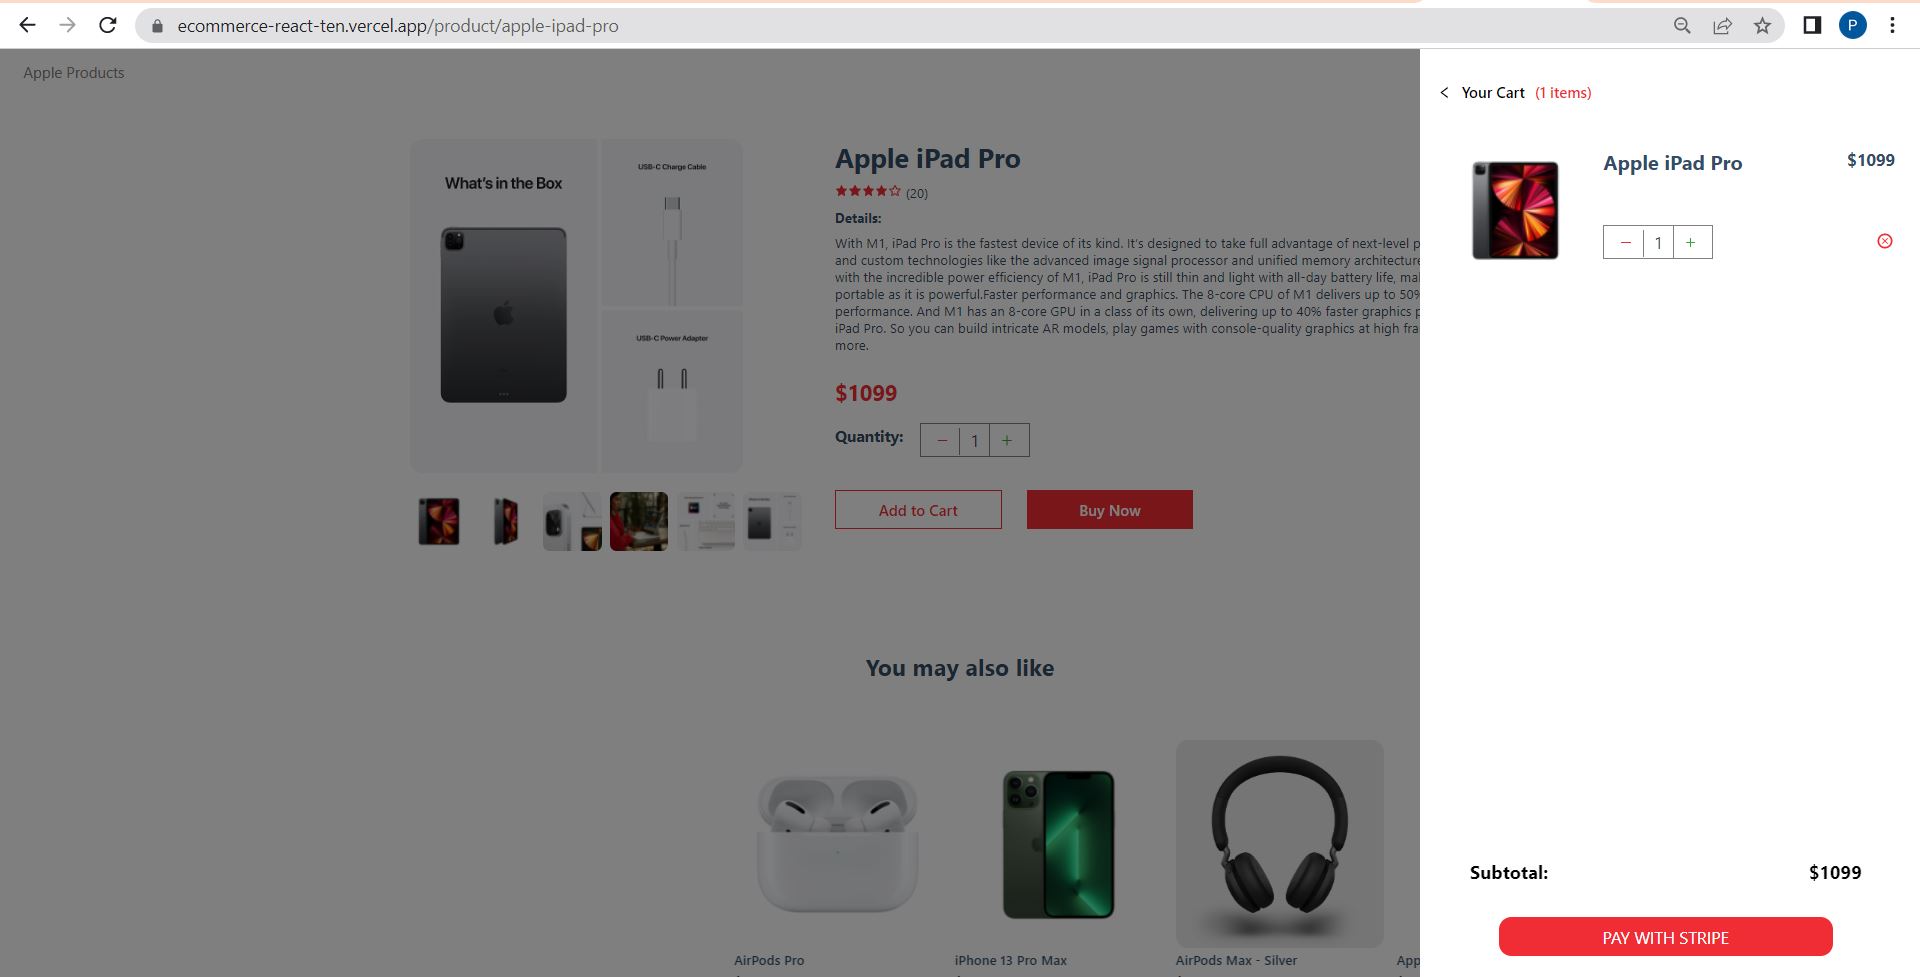 ecommerce-react-ten.vercel.app/product/apple-ipad-pro
P
Apple Products
What's in the Box
USB-C Charge Cable
USB-C Power Adapter
Apple iPad Pro
(20)
Details:
With M1, iPad Pro is the fastest device of its kind. It's designed to take full advantage of next-level p
and custom technologies like the advanced image signal processor and unified memory architecture
with the incredible power efficiency of M1, iPad Pro is still thin and light with all-day battery life, ma
portable as it is powerful.Faster performance and graphics. The 8-core CPU of M1 delivers up to 50%
performance. And M1 has an 8-core GPU in a class of its own, delivering up to 40% faster graphics p
iPad Pro. So you can build intricate AR models, play games with console-quality graphics at high fra
more.
$1099
Quantity:
− 1 +
Add to Cart
Buy Now
You may also like
AirPods Pro
iPhone 13 Pro Max
AirPods Max - Silver
App
< Your Cart (1 items)
Apple iPad Pro
$1099
− 1 +
Subtotal:
$1099
PAY WITH STRIPE